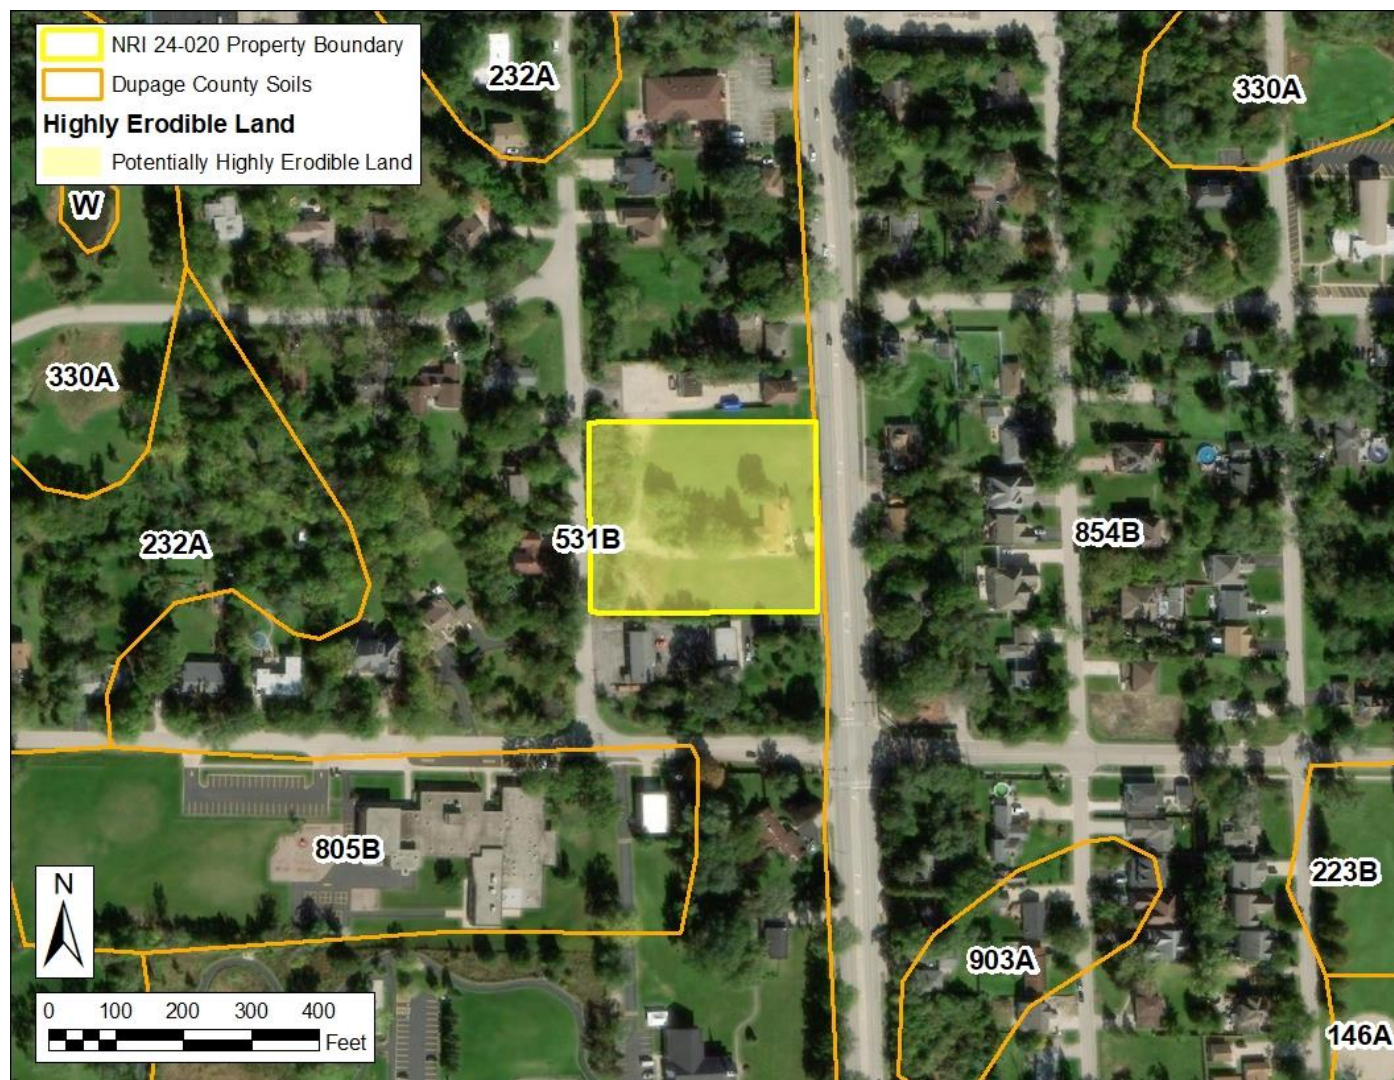 NRI 24-020 Property Boundary
Dupage County Soils
Highly Erodible Land
Potentially Highly Erodible Land
232A
330A
W
330A
531B
854B
232A
805B
223B
903A
146A
N
0 100 200 300 400
Feet